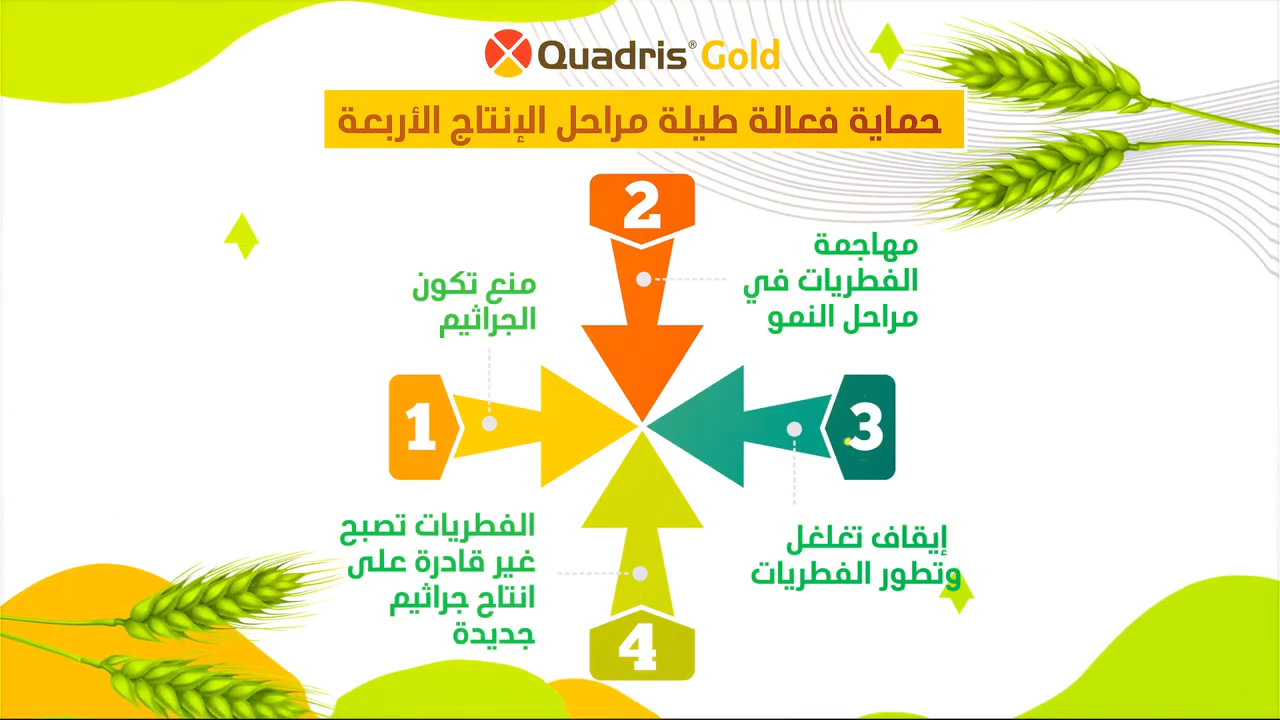 Quadris® Gold
حماية فعالة طيلة مراحل الإنتاج الأربعة
1
منع تكون
الجراثيم
2
مهاجمة
الفطريات في
مراحل النمو
3
إيقاف تغلغل
وتطور الفطريات
4
الفطريات تصبح
غير قادرة على
انتاج جراثيم
جديدة